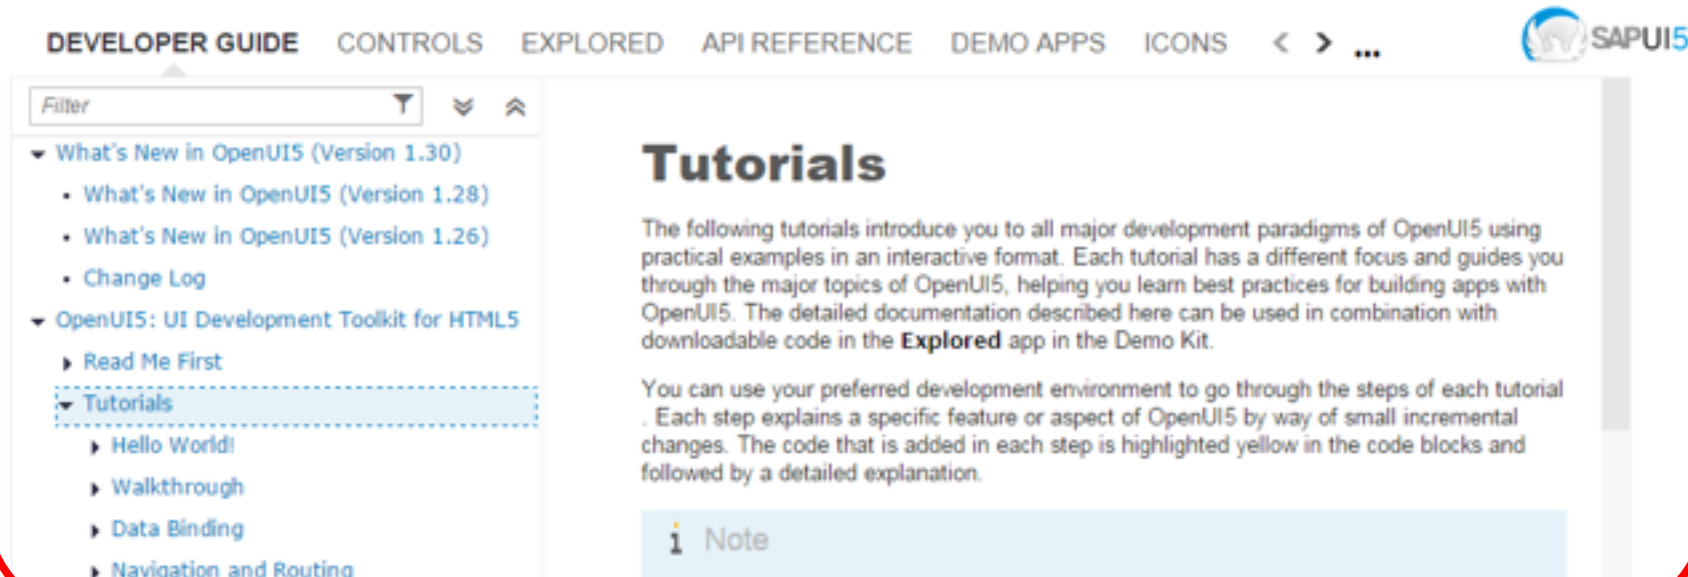 DEVELOPER GUIDE CONTROLS EXPLORED API REFERENCE DEMO APPS ICONS < > ... SAPUI5
Filter
What's New in OpenUI5 (Version 1.30)
What's New in OpenUI5 (Version 1.28)
What's New in OpenUI5 (Version 1.26)
Change Log
OpenUI5: UI Development Toolkit for HTML5
Read Me First
Tutorials
Hello World!
Walkthrough
Data Binding
Navigation and Routing
Tutorials
The following tutorials introduce you to all major development paradigms of OpenUI5 using
practical examples in an interactive format. Each tutorial has a different focus and guides you
through the major topics of OpenUI5, helping you learn best practices for building apps with
OpenUI5. The detailed documentation described here can be used in combination with
downloadable code in the Explored app in the Demo Kit.
You can use your preferred development environment to go through the steps of each tutorial
. Each step explains a specific feature or aspect of OpenUI5 by way of small incremental
changes. The code that is added in each step is highlighted yellow in the code blocks and
followed by a detailed explanation.
i Note